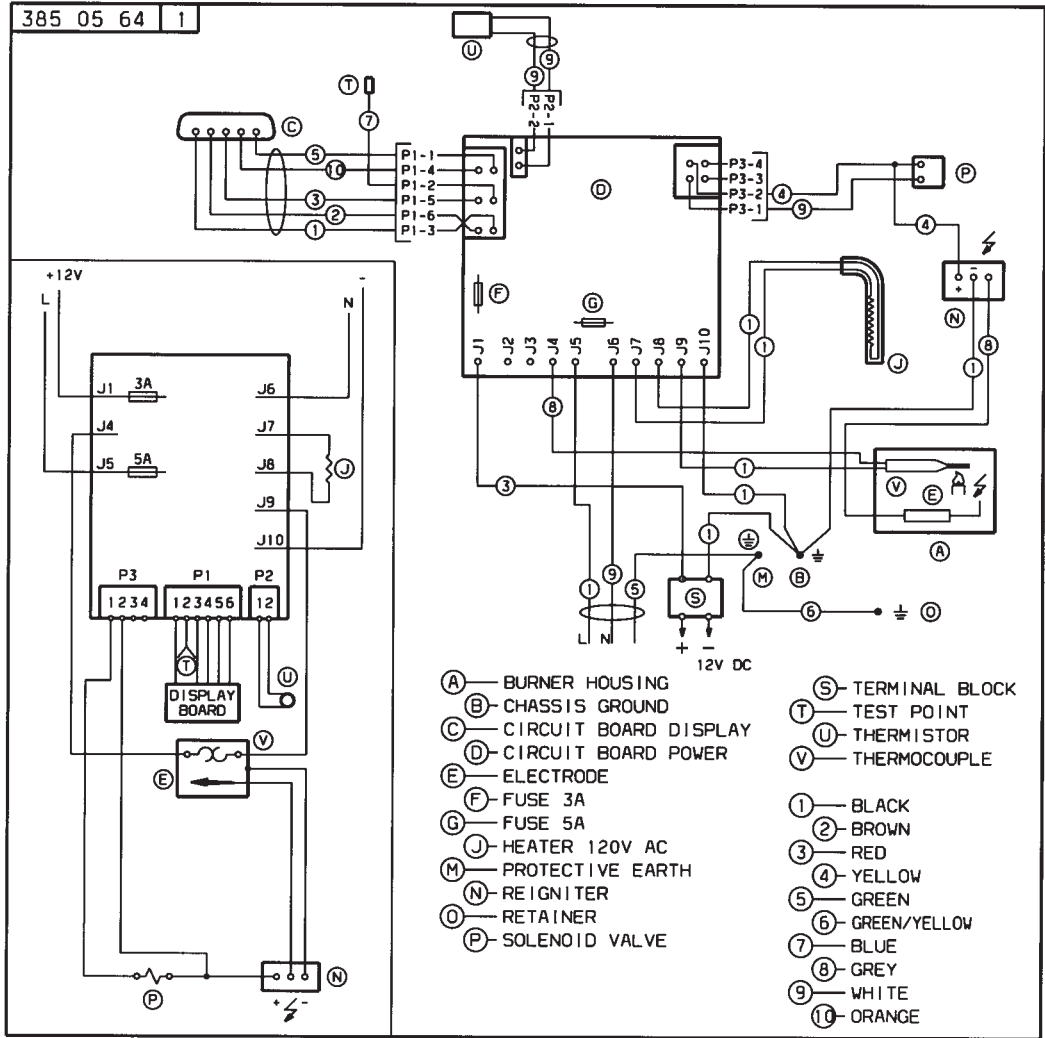 385 05 64 1
U
T
9
9
P2-2
P2-1
7
C
5 P1-1
10 P1-4
P1-2
3 P1-5
2 P1-6
1 P1-3
D
P3-4
P3-3
P3-2 4
P3-1 9
P
4
N
+ -
F
G
J1 J2 J3 J4 J5 J6 J7 J8 J9 J10
1
1
J
1
8
8
3
1
1
V
E
A
1
9
5
1
S
M
B
6
O
L N
+ -
12V DC
+12V
-
L
N
J1 3A
J4
J5 5A
J6
J7
J8
J9
J10
J
P3
P1
P2
1234
123456
12
T
U
DISPLAY
BOARD
V
E
P
N
+ -
A BURNER HOUSING
B CHASSIS GROUND
C CIRCUIT BOARD DISPLAY
D CIRCUIT BOARD POWER
E ELECTRODE
F FUSE 3A
G FUSE 5A
J HEATER 120V AC
M PROTECTIVE EARTH
N REIGNITER
O RETAINER
P SOLENOID VALVE
S TERMINAL BLOCK
T TEST POINT
U THERMISTOR
V THERMOCOUPLE
1 BLACK
2 BROWN
3 RED
4 YELLOW
5 GREEN
6 GREEN/YELLOW
7 BLUE
8 GREY
9 WHITE
10 ORANGE